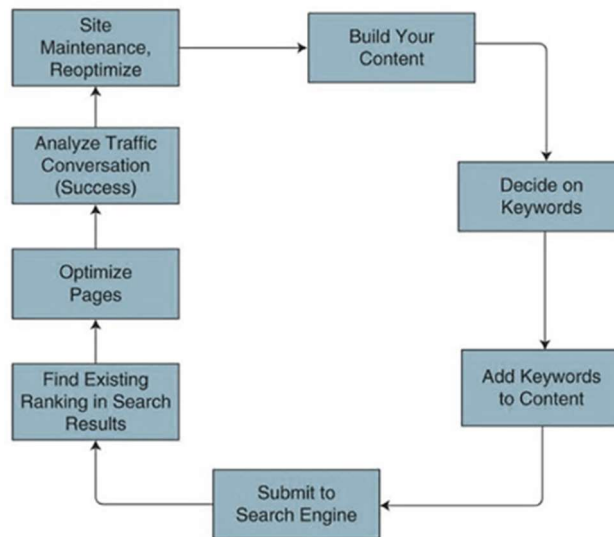 Site
Maintenance,
Reoptimize
Build Your
Content
Analyze Traffic
Conversation
(Success)
Decide on
Keywords
Optimize
Pages
Find Existing
Ranking in Search
Results
Add Keywords
to Content
Submit to
Search Engine